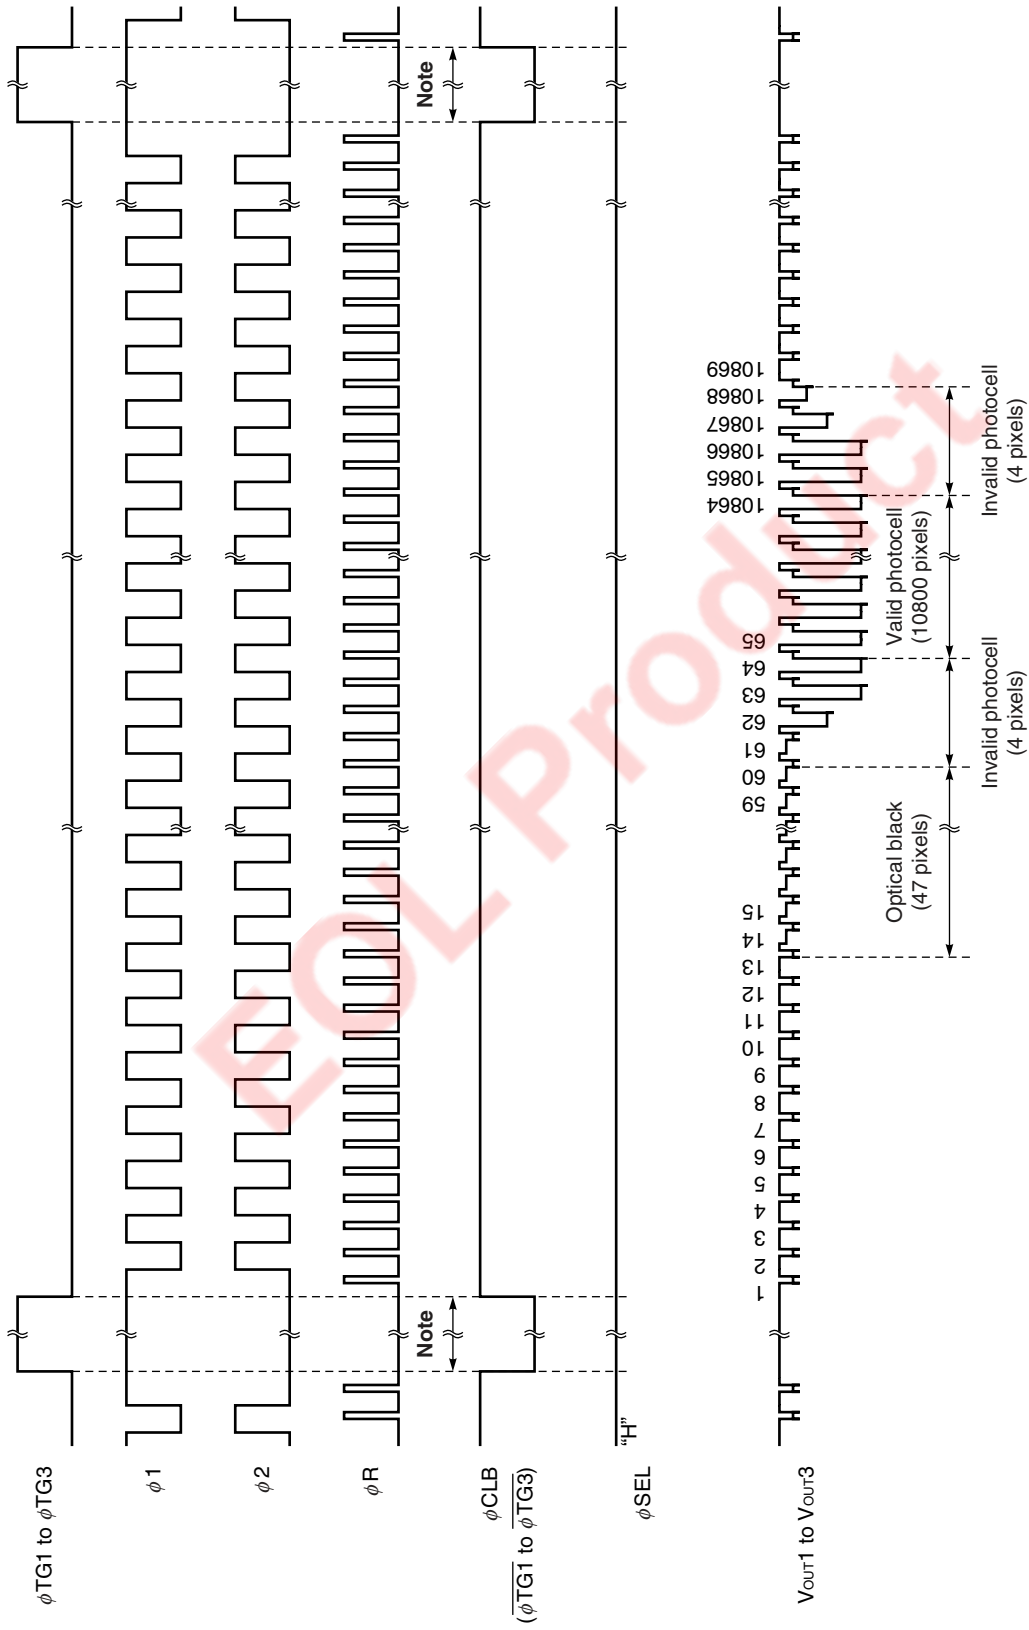 φTG1 to φTG3
φ1
φ2
φR
Note
Note
φCLB
(φTG1 to φTG3)
φSEL
"H"
VOUT1 to VOUT3
1
2
3
4
5
6
7
8
9
10
11
12
13
14
15
59
60
61
62
63
64
65
10864
10865
10866
10867
10868
10869
Optical black
(47 pixels)
Invalid photocell
(4 pixels)
Valid photocell
(10800 pixels)
Invalid photocell
(4 pixels)
EOL Product